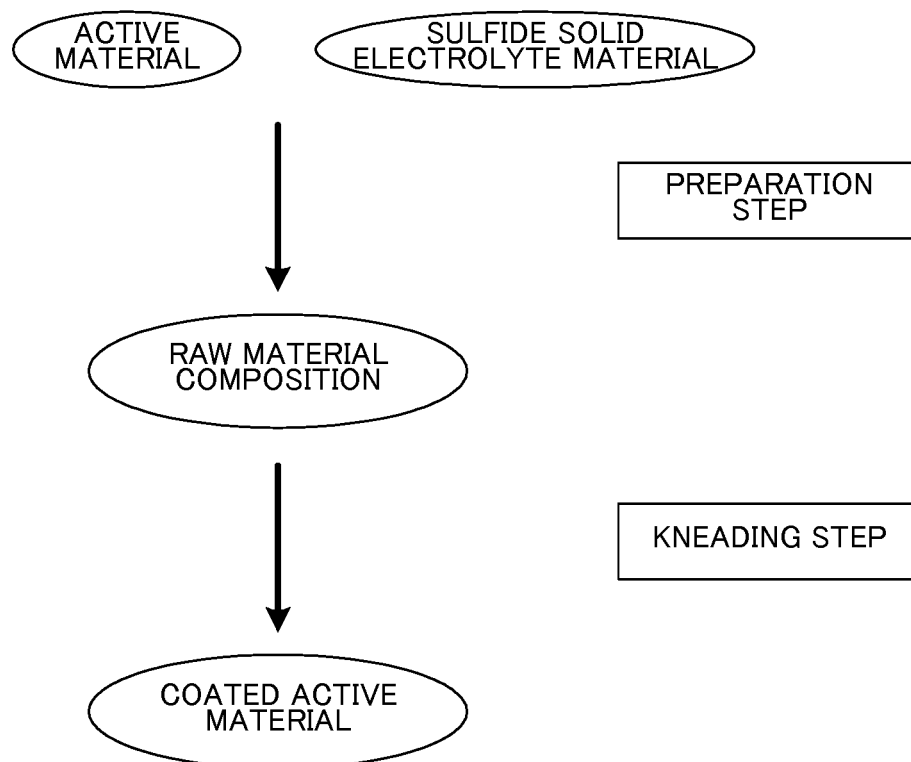 ACTIVE
MATERIAL
SULFIDE SOLID
ELECTROLYTE MATERIAL
PREPARATION
STEP
RAW MATERIAL
COMPOSITION
KNEADING STEP
COATED ACTIVE
MATERIAL